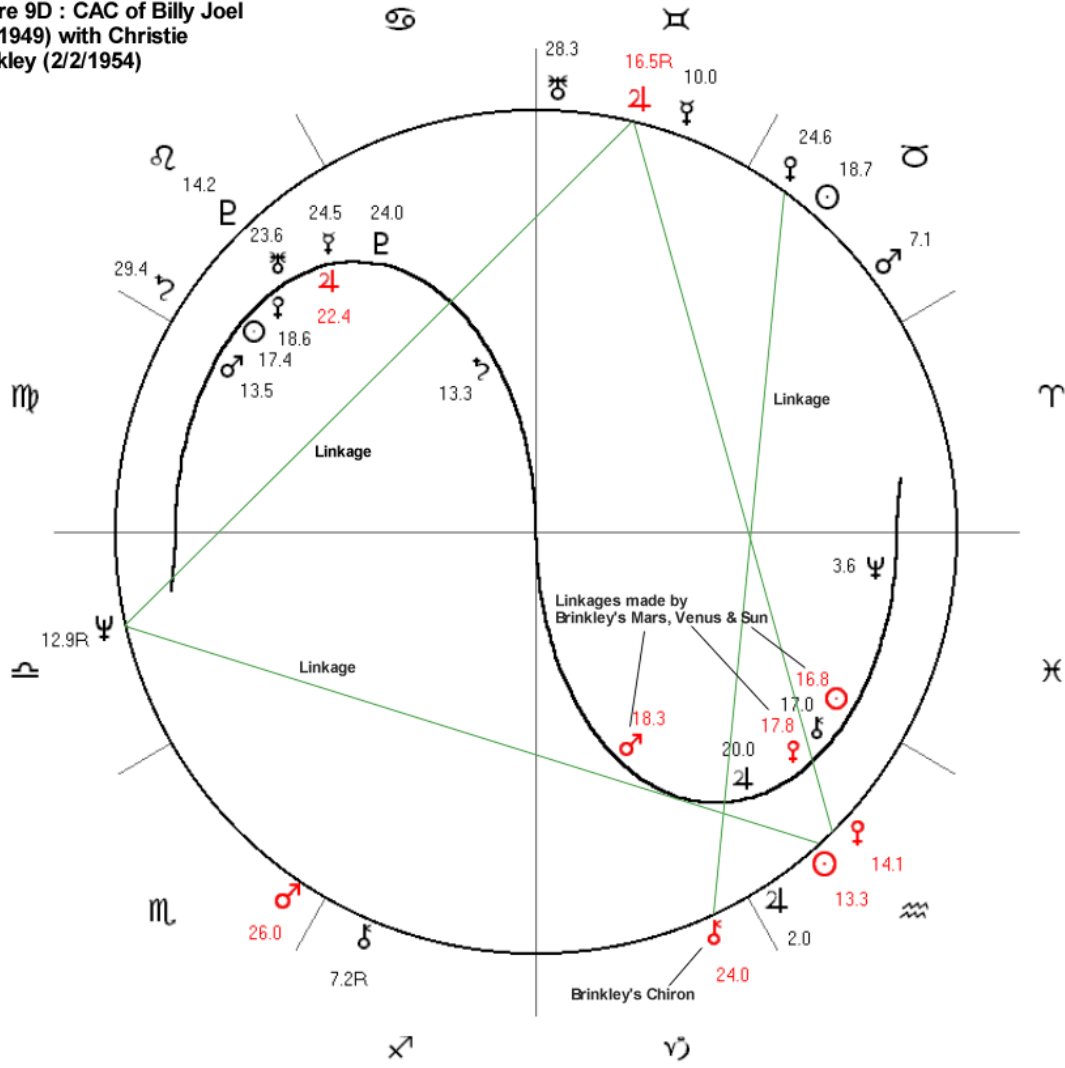 re 9D : CAC of Billy Joel
1949) with Christie
kley (2/2/1954)
28.3
16.5R
10.0
24.6
18.7
14.2
24.5
24.0
23.6
7.1
29.4
22.4
18.6
17.4
13.5
13.3
Linkage
Linkage
3.6
Linkages made by
Brinkley's Mars, Venus & Sun
12.9R
Linkage
16.8
17.0
18.3
17.8
20.0
14.1
13.3
26.0
2.0
7.2R
24.0
Brinkley's Chiron